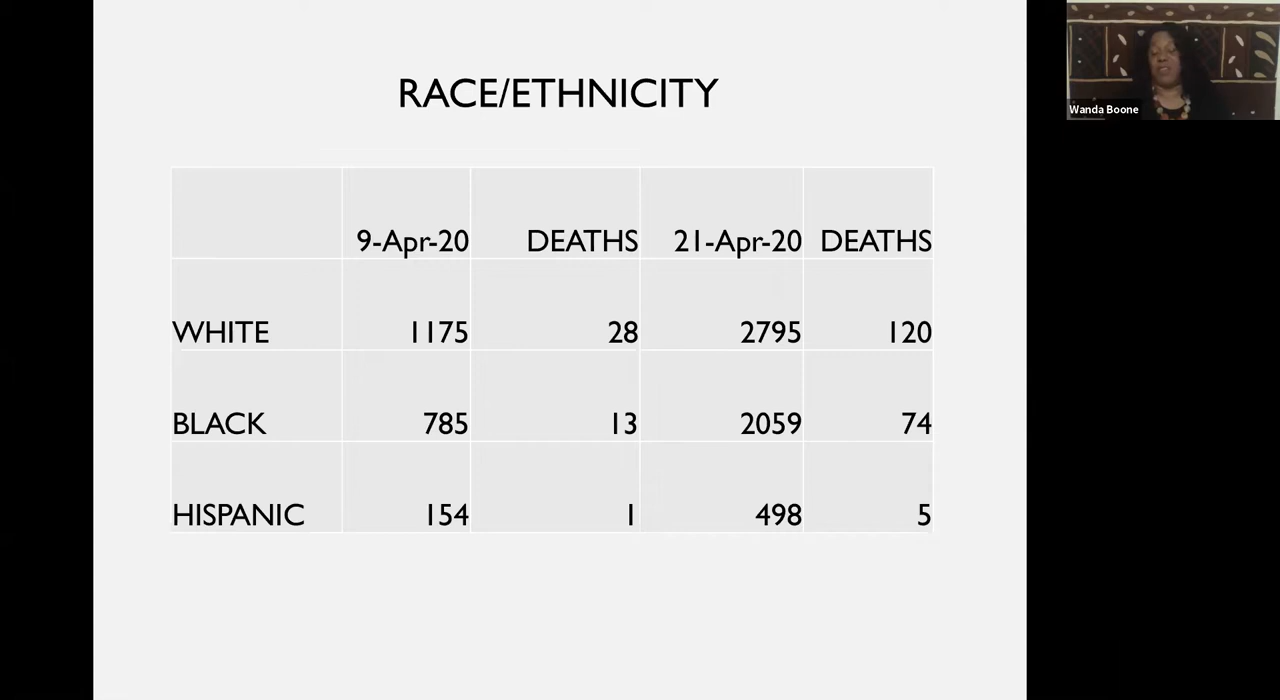 RACE/ETHNICITY
Wanda Boone
9-Apr-20 DEATHS 21-Apr-20 DEATHS
WHITE 1175 28 2795 120
BLACK 785 13 2059 74
HISPANIC 154 1 498 5